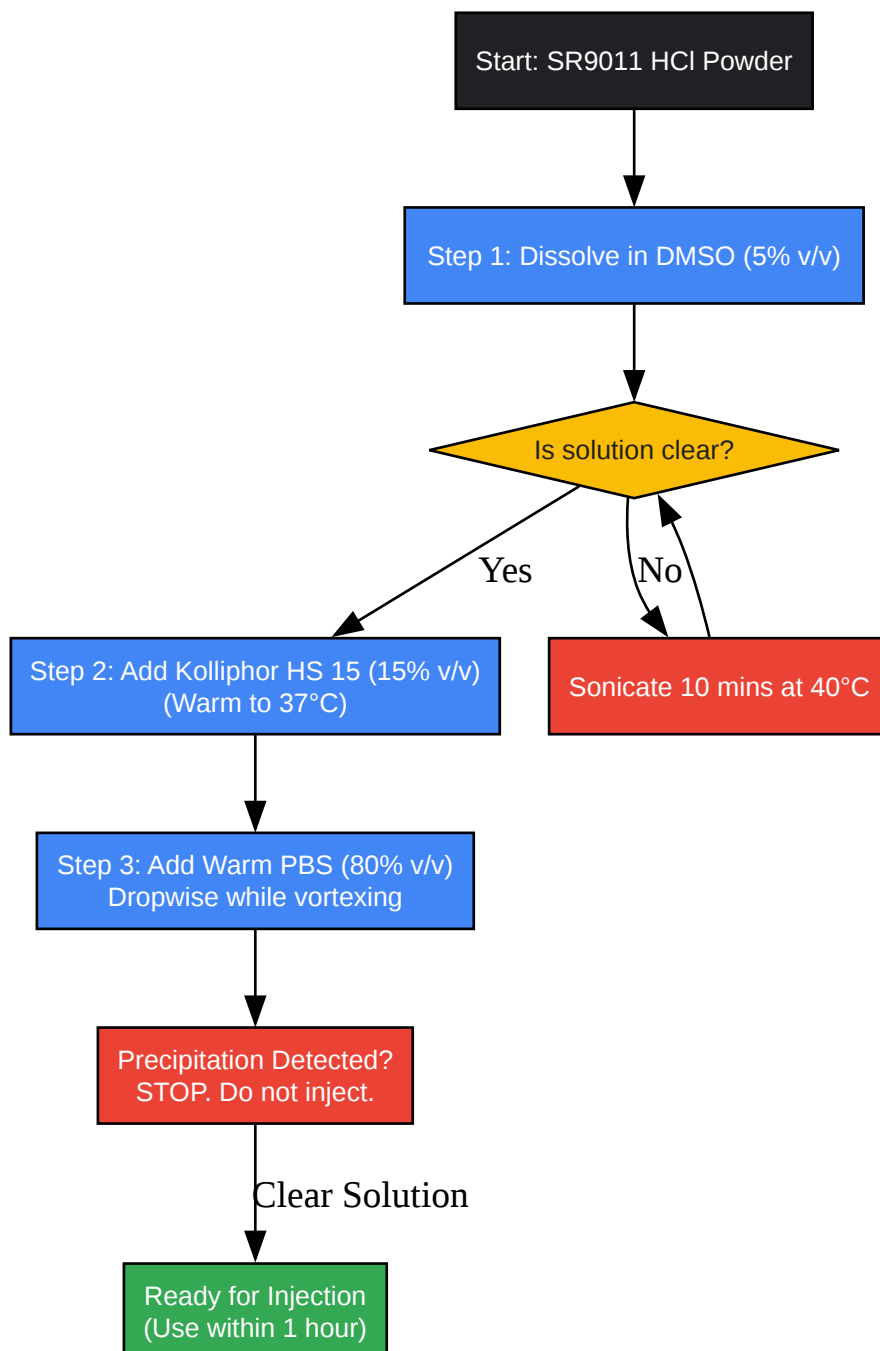 Start: SR9011 HCl Powder
Step 1: Dissolve in DMSO (5% v/v)
Is solution clear?
Yes
No
Step 2: Add Kolliphor HS 15 (15% v/v)
(Warm to 37°C)
Sonicate 10 mins at 40°C
Step 3: Add Warm PBS (80% v/v)
Dropwise while vortexing
Precipitation Detected?
STOP. Do not inject.
Clear Solution
Ready for Injection
(Use within 1 hour)